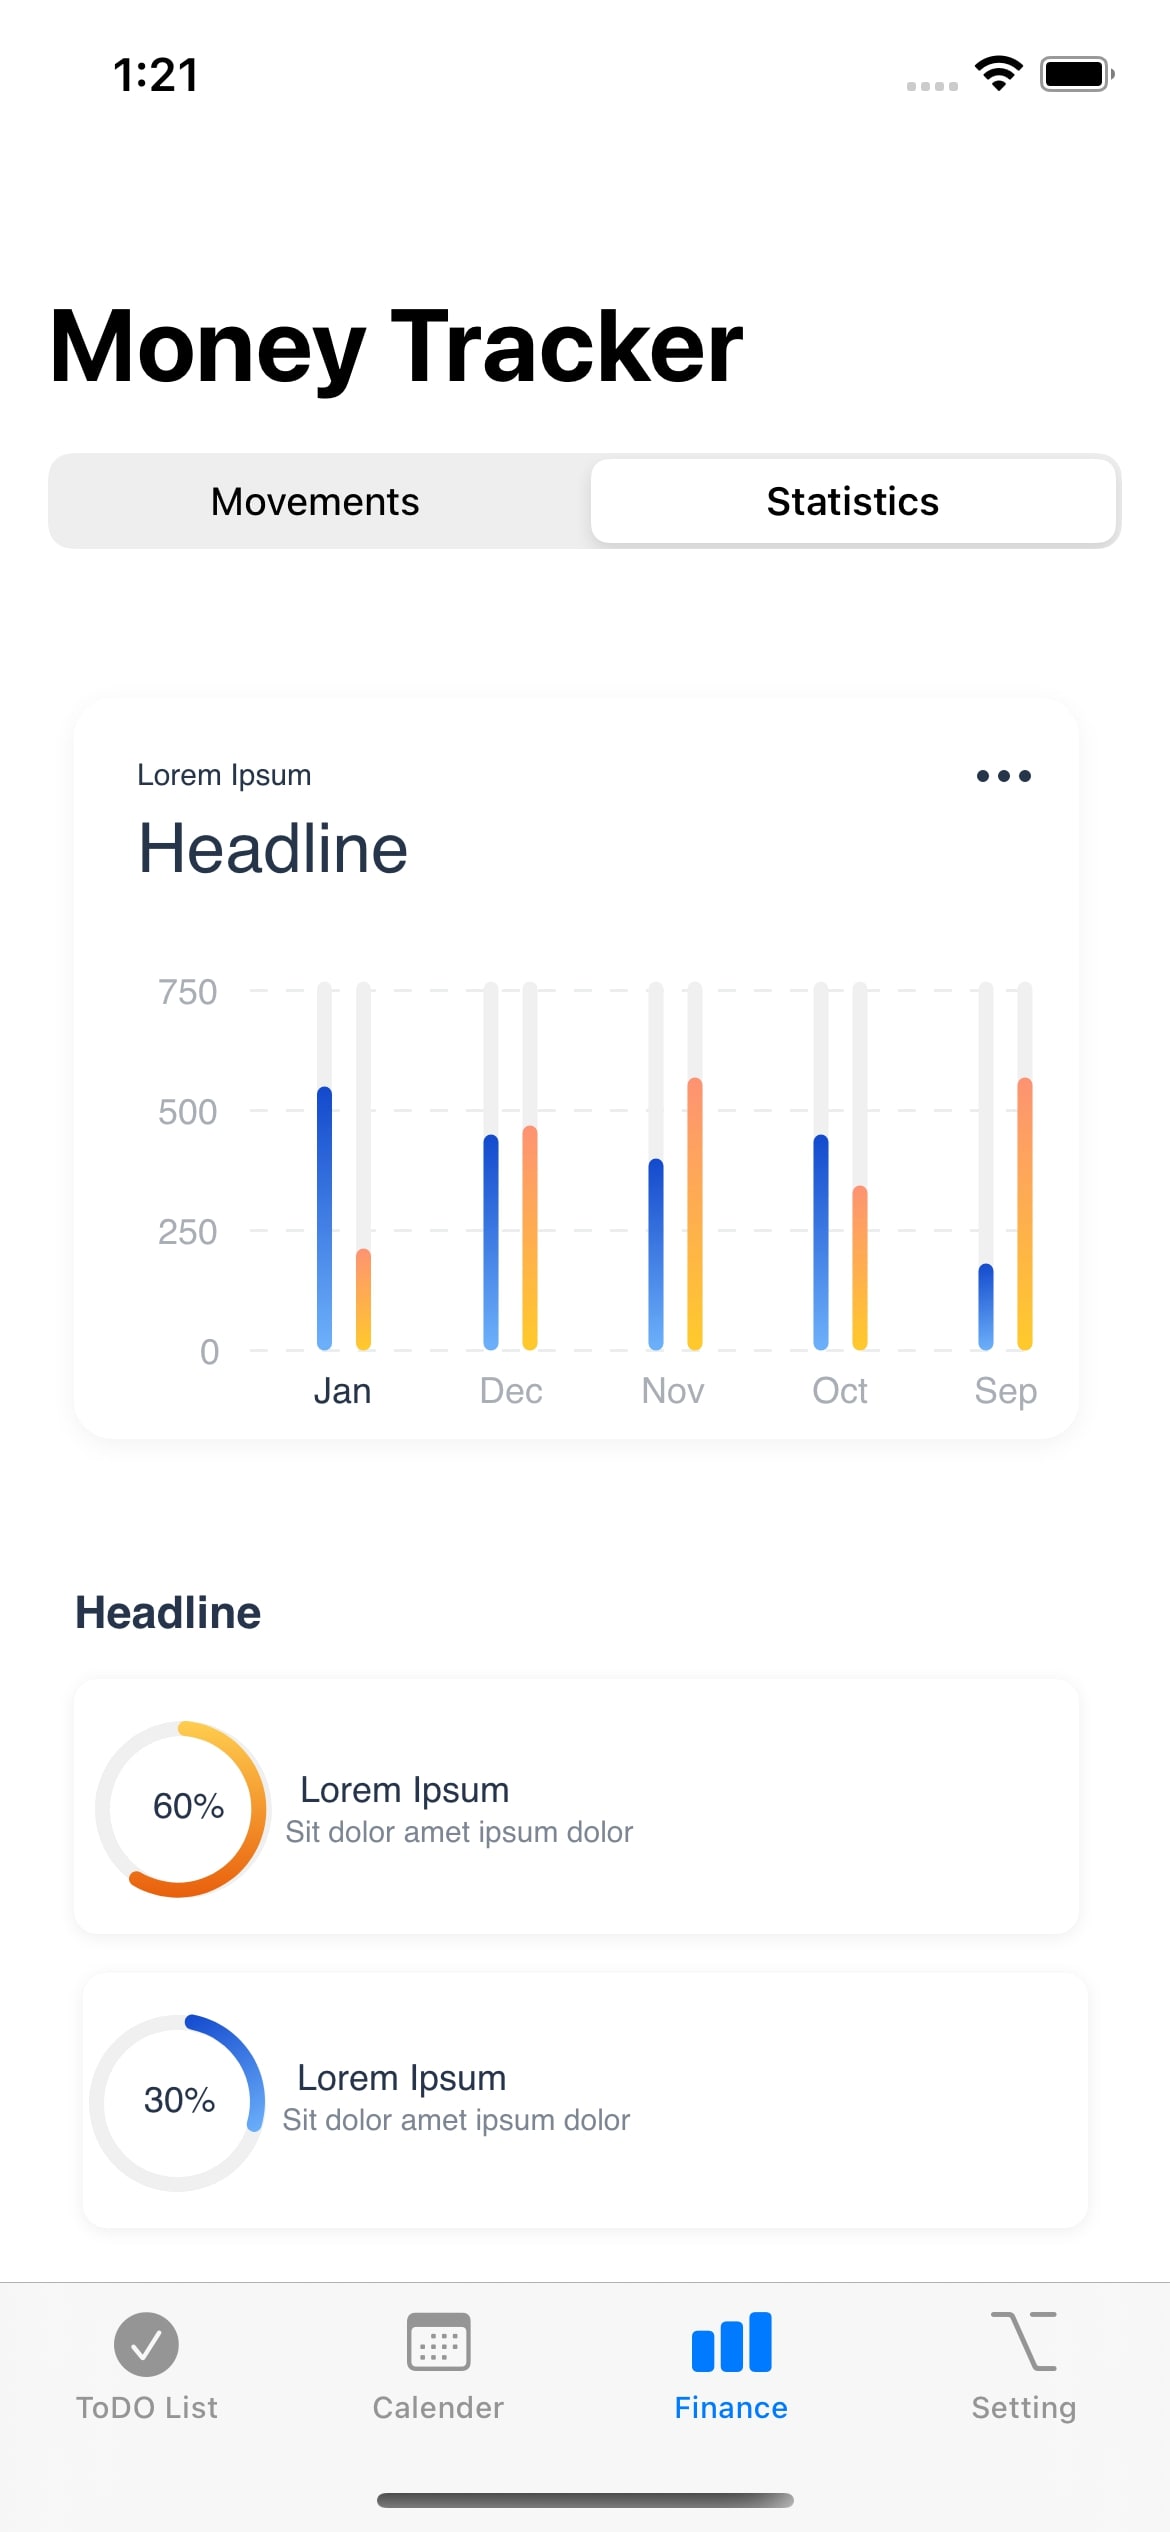 1:21
Money Tracker
Movements Statistics
Lorem Ipsum
Headline
750
500
250
0
Jan Dec Nov Oct Sep
Headline
60%
Lorem Ipsum
Sit dolor amet ipsum dolor
30%
Lorem Ipsum
Sit dolor amet ipsum dolor
ToDO List Calender Finance Setting